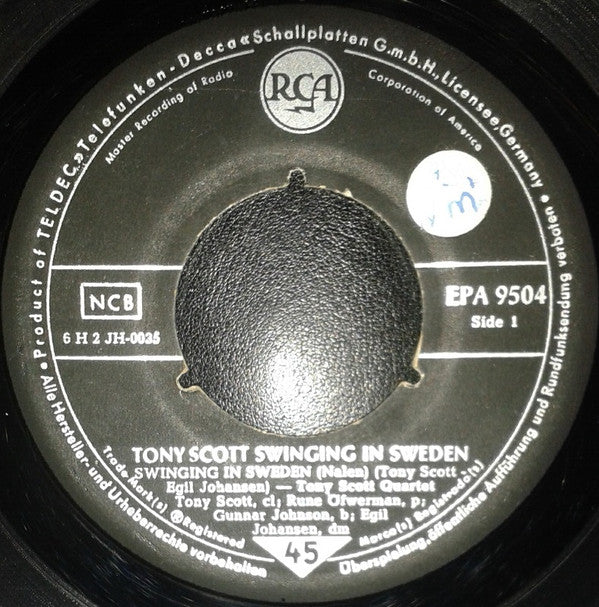 • Product of TELDEC »Telefunken - Decca« Schallplatten G.m.b.H., Licensee, Germany •
RCA
Master Recording of Radio
Corporation of America
NCB
6 H 2 JH-0035
EPA 9504
Side 1
TONY SCOTT SWINGING IN SWEDEN
SWINGING IN SWEDEN (Nalen) (Tony Scott -
Egil Johansen) — Tony Scott Quartet
Tony Scott, cl; Rune Ofwerman, p;
Gunnar Johnson, b; Egil
Johansen, dm
45
Trade Mark(s) ®Registered
Marca(s) Registrado(s)
Alle Hersteller- und Urheberrechte vorbehalten
Überspielung, öffentliche Aufführung und Rundfunksendung verboten